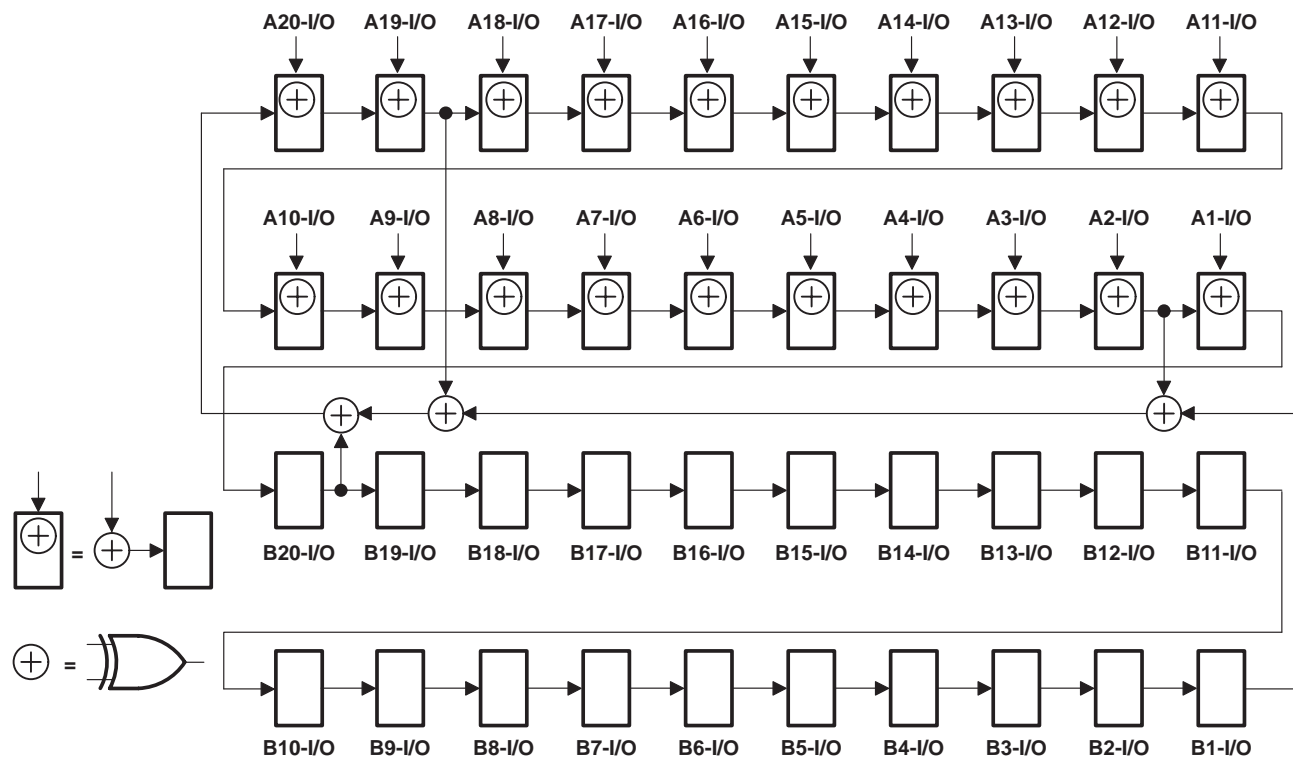 A20-I/O A19-I/O A18-I/O A17-I/O A16-I/O A15-I/O A14-I/O A13-I/O A12-I/O A11-I/O
A10-I/O A9-I/O A8-I/O A7-I/O A6-I/O A5-I/O A4-I/O A3-I/O A2-I/O A1-I/O
=
B20-I/O B19-I/O B18-I/O B17-I/O B16-I/O B15-I/O B14-I/O B13-I/O B12-I/O B11-I/O
=
B10-I/O B9-I/O B8-I/O B7-I/O B6-I/O B5-I/O B4-I/O B3-I/O B2-I/O B1-I/O